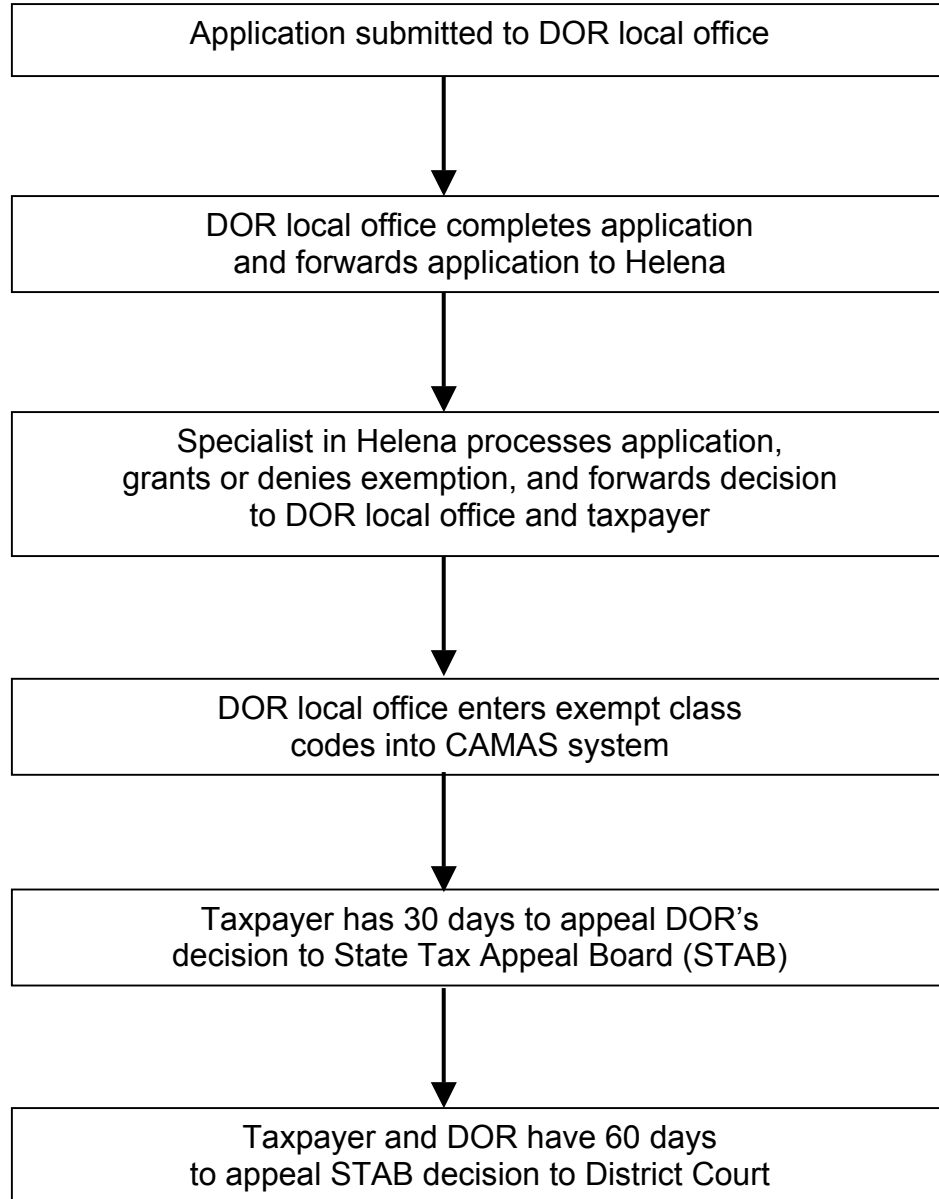 Application submitted to DOR local office
DOR local office completes application
and forwards application to Helena
Specialist in Helena processes application,
grants or denies exemption, and forwards decision
to DOR local office and taxpayer
DOR local office enters exempt class
codes into CAMAS system
Taxpayer has 30 days to appeal DOR’s
decision to State Tax Appeal Board (STAB)
Taxpayer and DOR have 60 days
to appeal STAB decision to District Court